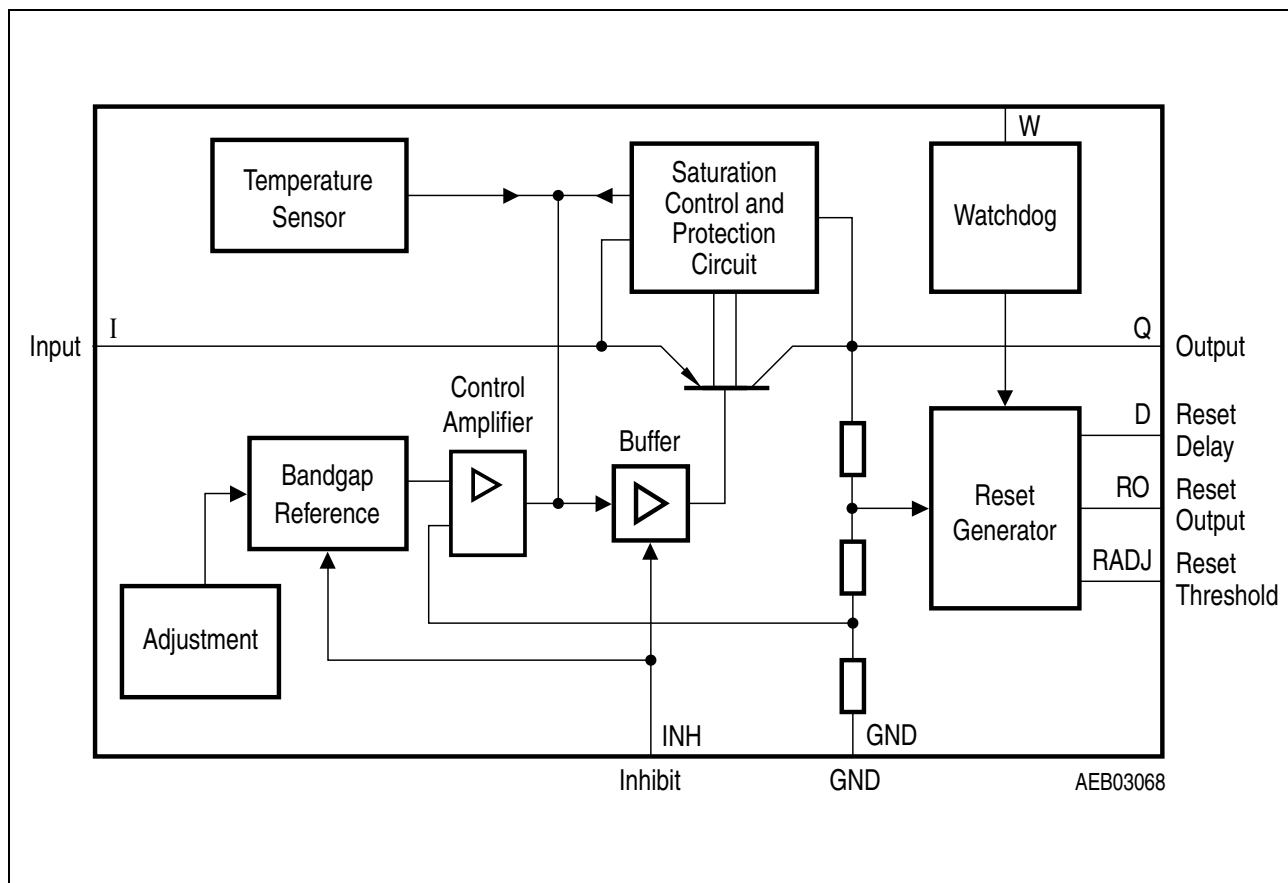 W
Temperature
Sensor
Saturation
Control and
Protection
Circuit
Watchdog
Input
I
Q
Output
Control
Amplifier
Buffer
Bandgap
Reference
Reset
Generator
D
Reset
Delay
RO
Reset
Output
RADJ
Reset
Threshold
Adjustment
INH
GND
Inhibit
GND
AEB03068